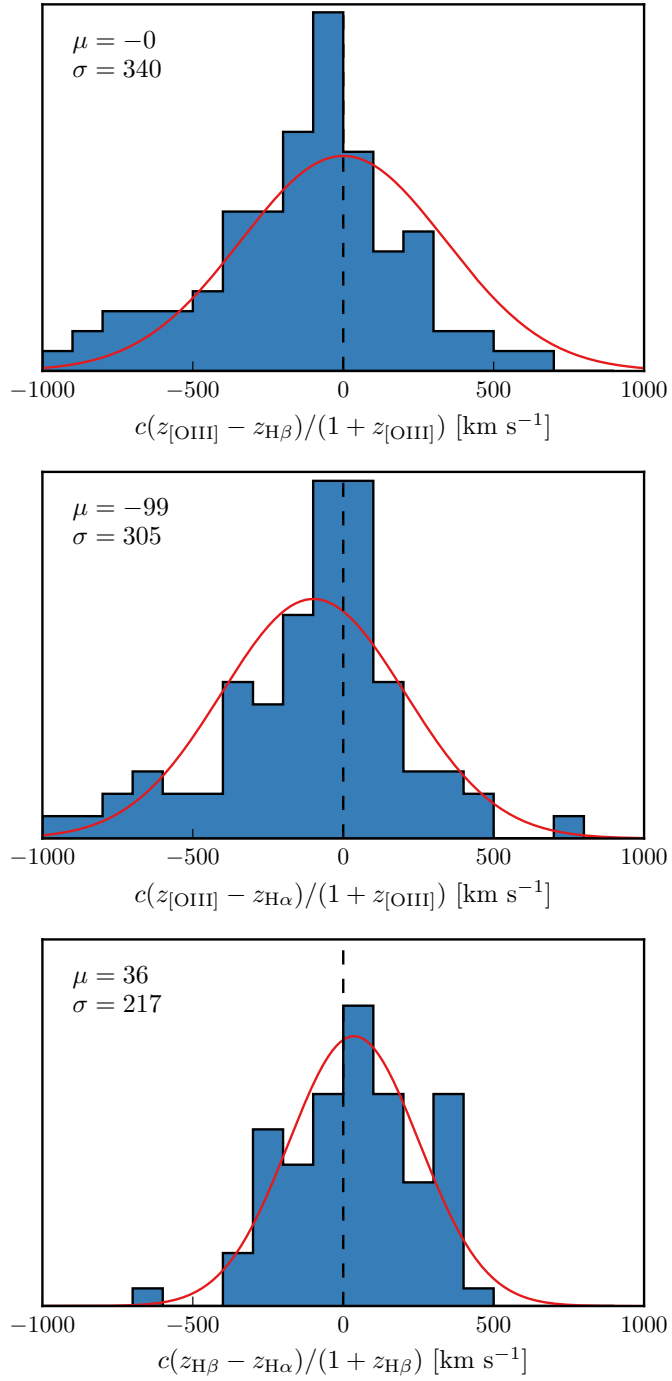 μ = −0
σ = 340
−1000 −500 0 500 1000
c(z[OIII] − zHβ)/(1 + z[OIII]) [km s−1]
μ = −99
σ = 305
−1000 −500 0 500 1000
c(z[OIII] − zHα)/(1 + z[OIII]) [km s−1]
μ = 36
σ = 217
−1000 −500 0 500 1000
c(zHβ − zHα)/(1 + zHβ) [km s−1]